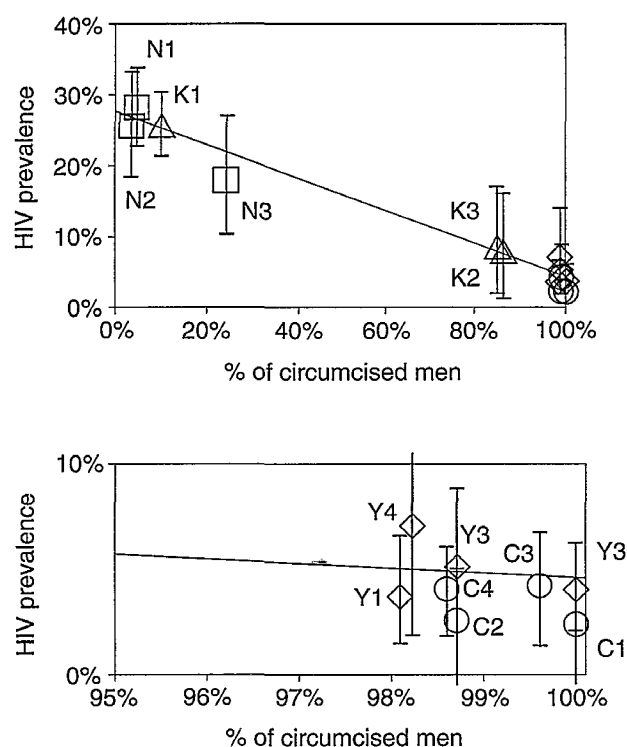 40%
N1
30%
K1
HIV prevalence
20%
N2
N3
K3
10%
K2
0%
0% 20% 40% 60% 80% 100%
% of circumcised men
10%
Y4
Y3
C3
Y3
HIV prevalence
Y1
C4
C2
C1
0%
95% 96% 97% 98% 99% 100%
% of circumcised men